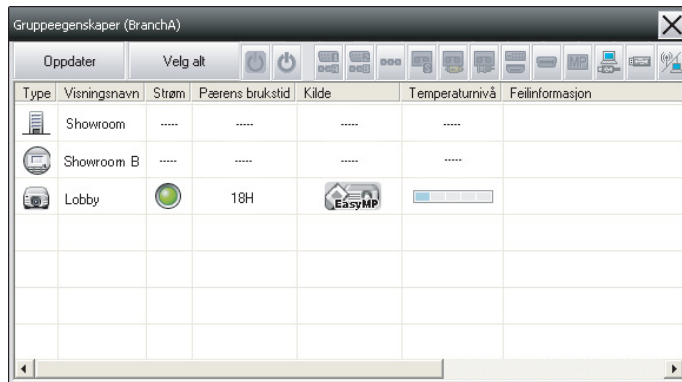 Gruppeegenskaper (BranchA)
Oppdater Velg alt MP
Type Visningsnavn Strøm Pærens brukstid Kilde Temperaturnivå Feilinformasjon
Showroom ----- ----- ----- -----
Showroom B ----- ----- ----- -----
Lobby 18H EasyMP